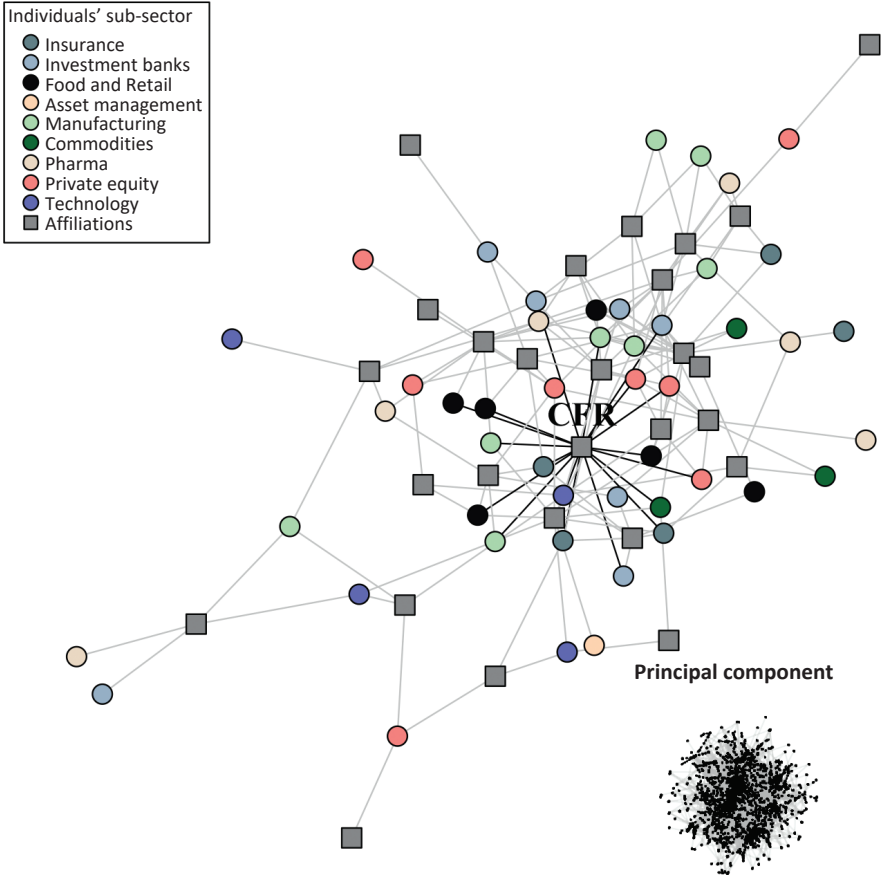 Individuals’ sub-sector
Insurance
Investment banks
Food and Retail
Asset management
Manufacturing
Commodities
Pharma
Private equity
Technology
Affiliations
CFR
Principal component